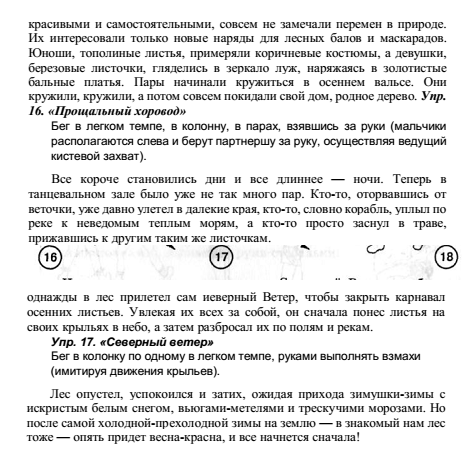 красивыми и самостоятельными, совсем не замечали перемен в природе.
Их интересовали только новые наряды для лесных балов и маскарадов.
Юноши, тополиные листья, примеряли коричневые костюмы, а девушки,
березовые листочки, гляделись в зеркало луж, наряжаясь в золотистые
бальные платья. Пары начинали кружиться в осеннем вальсе. Они
кружили, кружили, а потом совсем покидали свой дом, родное дерево. Упр.
16. «Прощальный хоровод»
Бег в легком темпе, в колонну, в парах, взявшись за руки (мальчики
располагаются слева и берут партнершу за руку, осуществляя ведущий
кистевой захват).
Все короче становились дни и все длиннее — ночи. Теперь в
танцевальном зале было уже не так много пар. Кто-то, оторвавшись от
веточки, уже давно улетел в далекие края, кто-то, словно корабль, уплыл по
реке к неведомым теплым морям, а кто-то просто заснул в траве,
прижавшись к другим таким же листочкам.
16 17 18
однажды в лес прилетел сам иеверный Ветер, чтобы закрыть карнавал
осенних листьев. Увлекая их всех за собой, он сначала понес листья на
своих крыльях в небо, а затем разбросал их по полям и рекам.
Упр. 17. «Северный ветер»
Бег в колонку по одному в легком темпе, руками выполнять взмахи
(имитируя движения крыльев).
Лес опустел, успокоился и затих, ожидая прихода зимушки-зимы с
искристым белым снегом, вьюгами-метелями и трескучими морозами. Но
после самой холодной-прехолодной зимы на землю — в знакомый нам лес
тоже — опять придет весна-красна, и все начнется сначала!